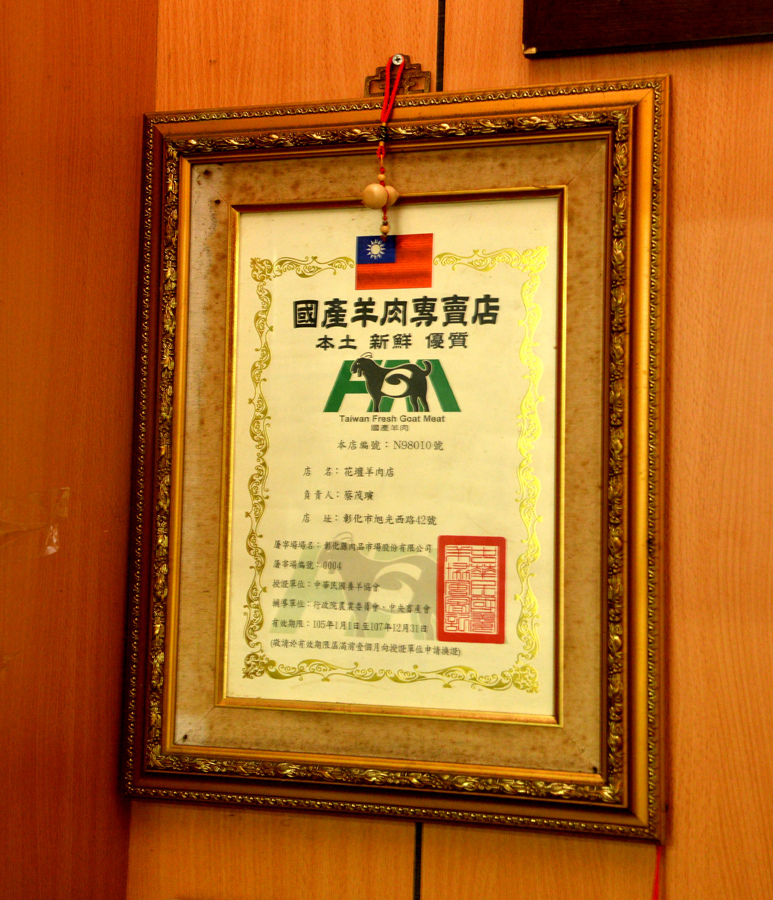 國產羊肉專賣店
本土 新鮮 優質
Taiwan Fresh Goat Meat
國產羊肉
本店編號：N98010號
店 名：花壇羊肉店
負責人：蔡茂曠
店 址：彰化市旭光西路42號
屠宰場場名：彰化縣肉品市場股份有限公司
屠宰場編號：0004
授證單位：中華民國養羊協會
輔導單位：行政院農業委員會、中央畜產會
有效期限：105年1月1日至107年12月31日
(敬請於有效期限屆滿前壹個月向授證單位申請換證)